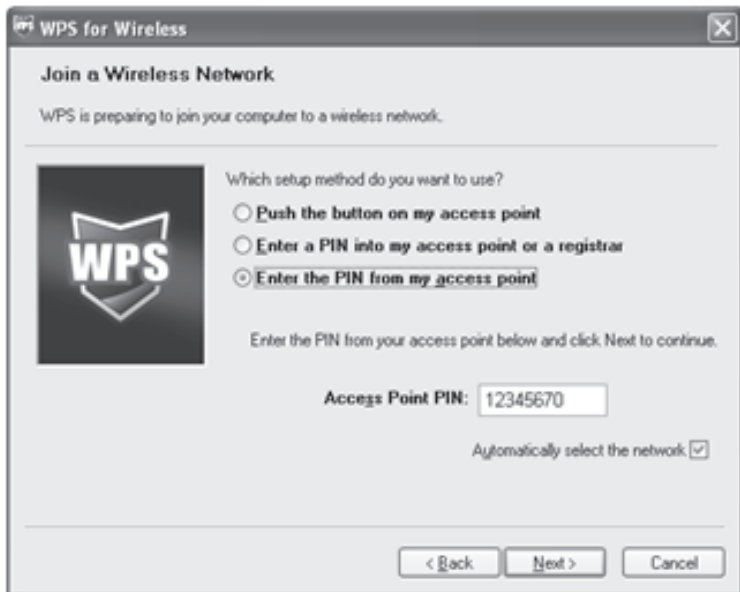 WPS for Wireless
Join a Wireless Network
WPS is preparing to join your computer to a wireless network.
Which setup method do you want to use?
Push the button on my access point
Enter a PIN into my access point or a registrar
Enter the PIN from my access point
WPS
Enter the PIN from your access point below and click Next to continue.
Access Point PIN: 12345670
Automatically select the network
< Back Next > Cancel